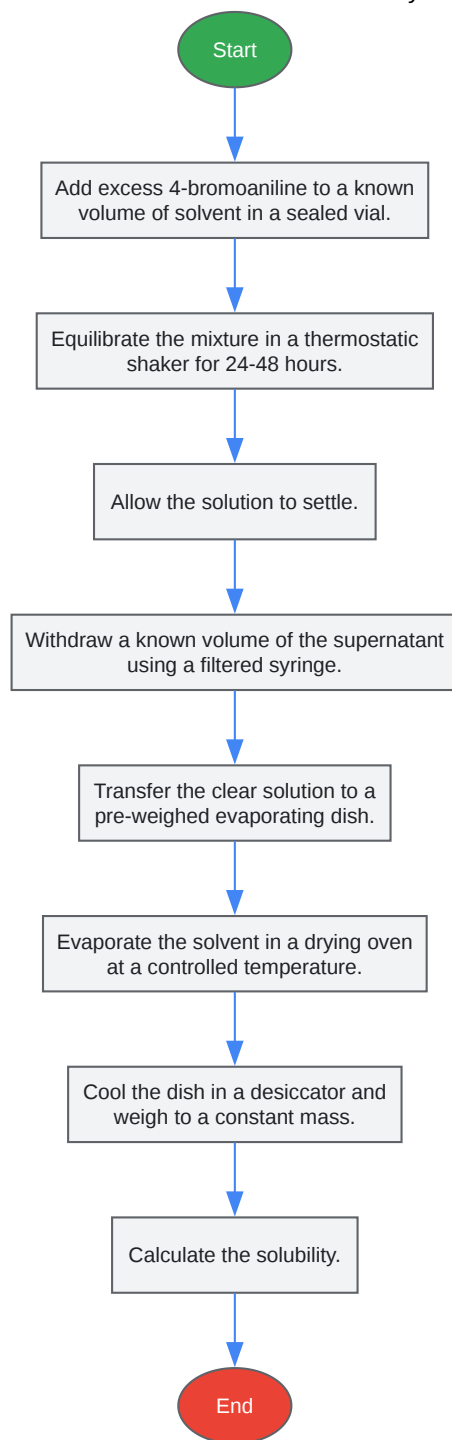 Start
Add excess 4-bromoaniline to a known
volume of solvent in a sealed vial.
Equilibrate the mixture in a thermostatic
shaker for 24-48 hours.
Allow the solution to settle.
Withdraw a known volume of the supernatant
using a filtered syringe.
Transfer the clear solution to a
pre-weighed evaporating dish.
Evaporate the solvent in a drying oven
at a controlled temperature.
Cool the dish in a desiccator and
weigh to a constant mass.
Calculate the solubility.
End